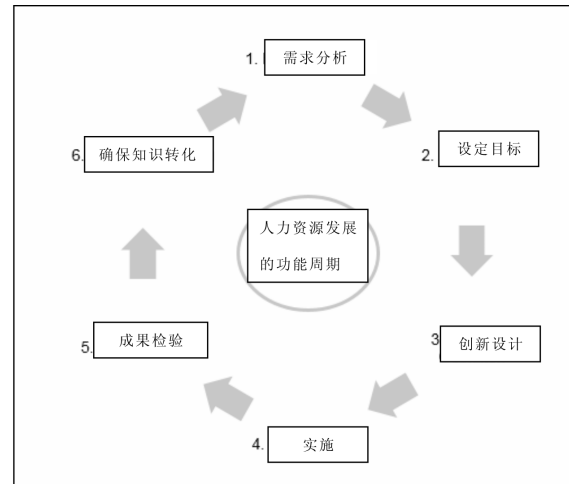 1. 需求分析
2. 设定目标
3 创新设计
4. 实施
5. 成果检验
6. 确保知识转化
人力资源发展
的功能周期